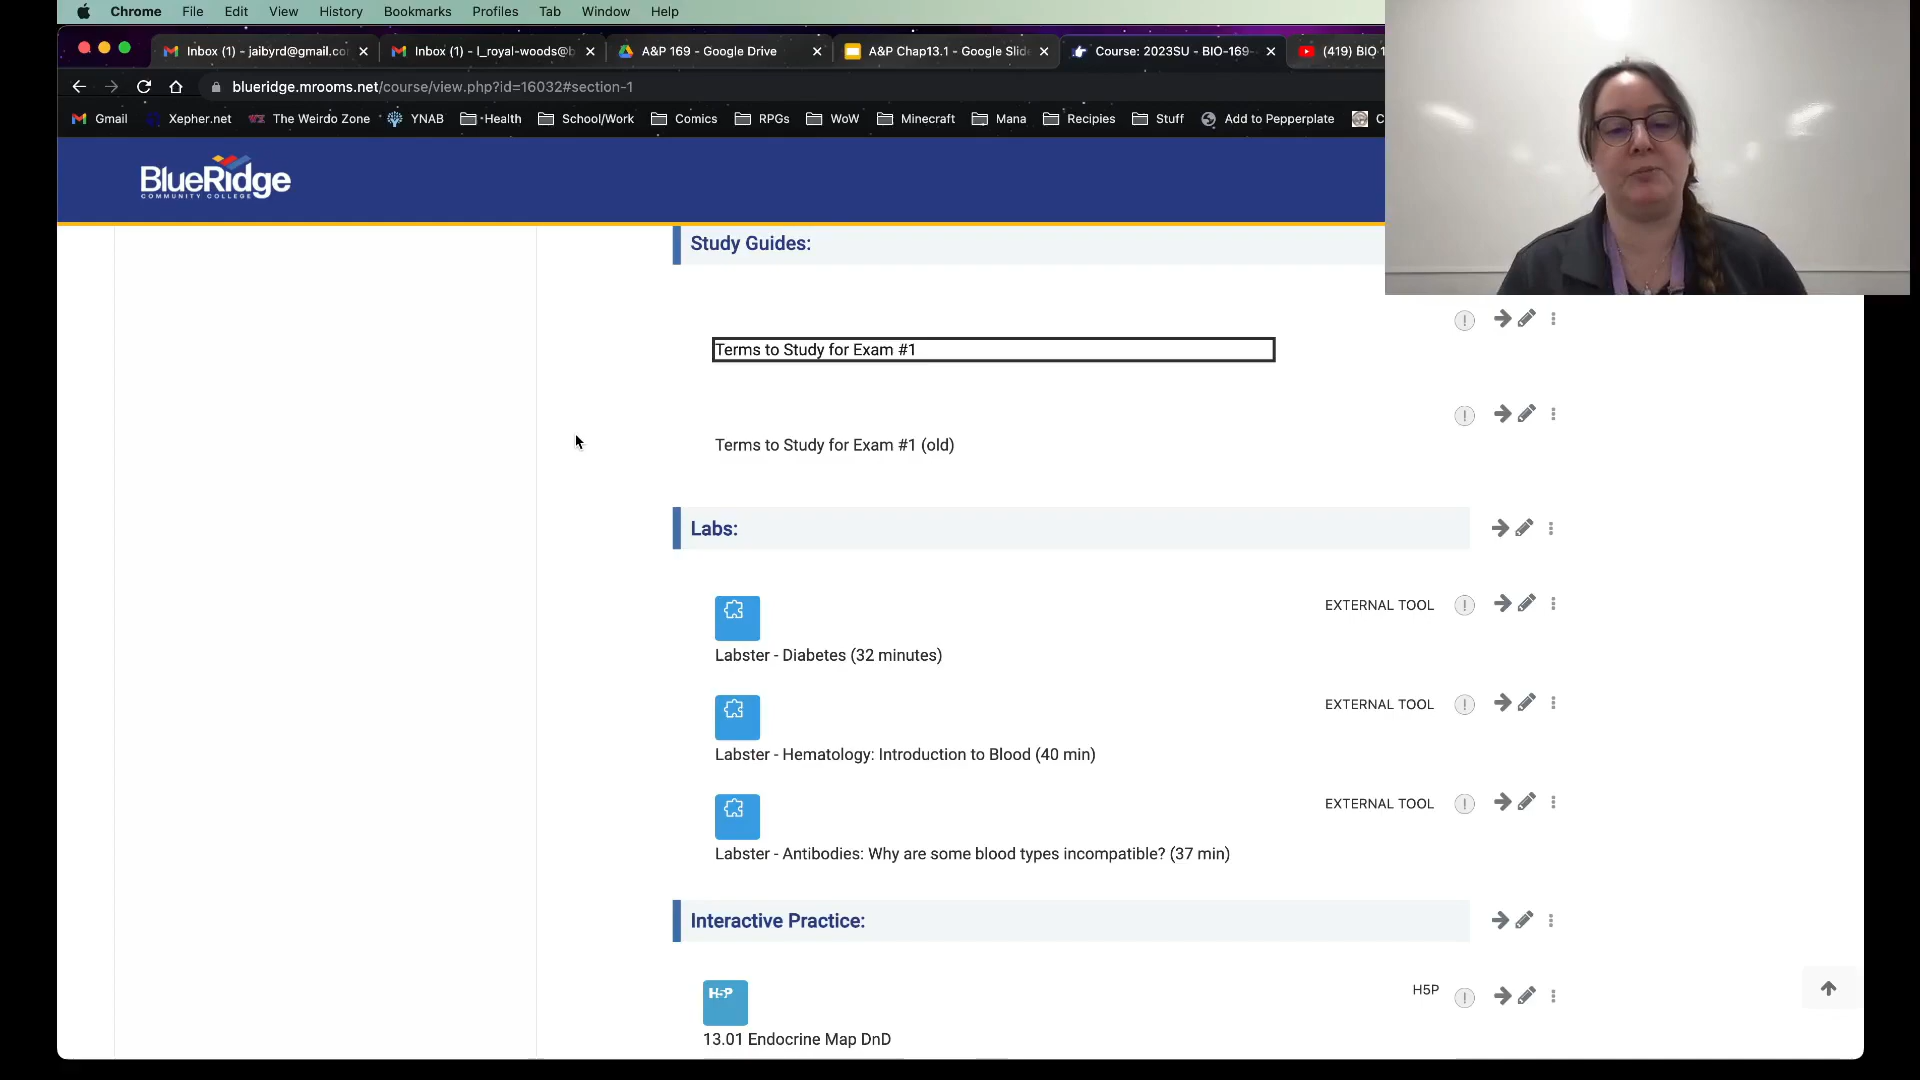 Chrome File Edit View History Bookmarks Profiles Tab Window Help
Inbox (1) - jaibyrd@gmail.co
Inbox (1) - l_royal-woods@b
A&P 169 - Google Drive
A&P Chap13.1 - Google Slide
Course: 2023SU - BIO-169-
(419) BIO 1
blueridge.mrooms.net/course/view.php?id=16032#section-1
Gmail Xepher.net The Weirdo Zone YNAB Health School/Work Comics RPGs WoW Minecraft Mana Recipies Stuff Add to Pepperplate C
BlueRidge
COMMUNITY COLLEGE
Study Guides:
Terms to Study for Exam #1
Terms to Study for Exam #1 (old)
Labs:
EXTERNAL TOOL
Labster - Diabetes (32 minutes)
EXTERNAL TOOL
Labster - Hematology: Introduction to Blood (40 min)
EXTERNAL TOOL
Labster - Antibodies: Why are some blood types incompatible? (37 min)
Interactive Practice:
H5P
H5P
13.01 Endocrine Map DnD